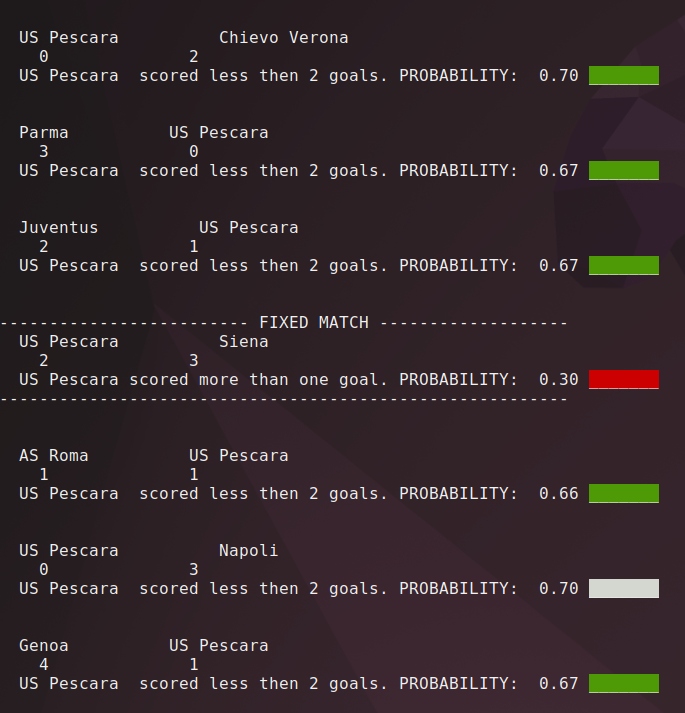 US Pescara Chievo Verona
0 2
US Pescara scored less then 2 goals. PROBABILITY: 0.70
Parma US Pescara
3 0
US Pescara scored less then 2 goals. PROBABILITY: 0.67
Juventus US Pescara
2 1
US Pescara scored less then 2 goals. PROBABILITY: 0.67
------------------------- FIXED MATCH -------------------
US Pescara Siena
2 3
US Pescara scored more than one goal. PROBABILITY: 0.30
---------------------------------------------------------
AS Roma US Pescara
1 1
US Pescara scored less then 2 goals. PROBABILITY: 0.66
US Pescara Napoli
0 3
US Pescara scored less then 2 goals. PROBABILITY: 0.70
Genoa US Pescara
4 1
US Pescara scored less then 2 goals. PROBABILITY: 0.67